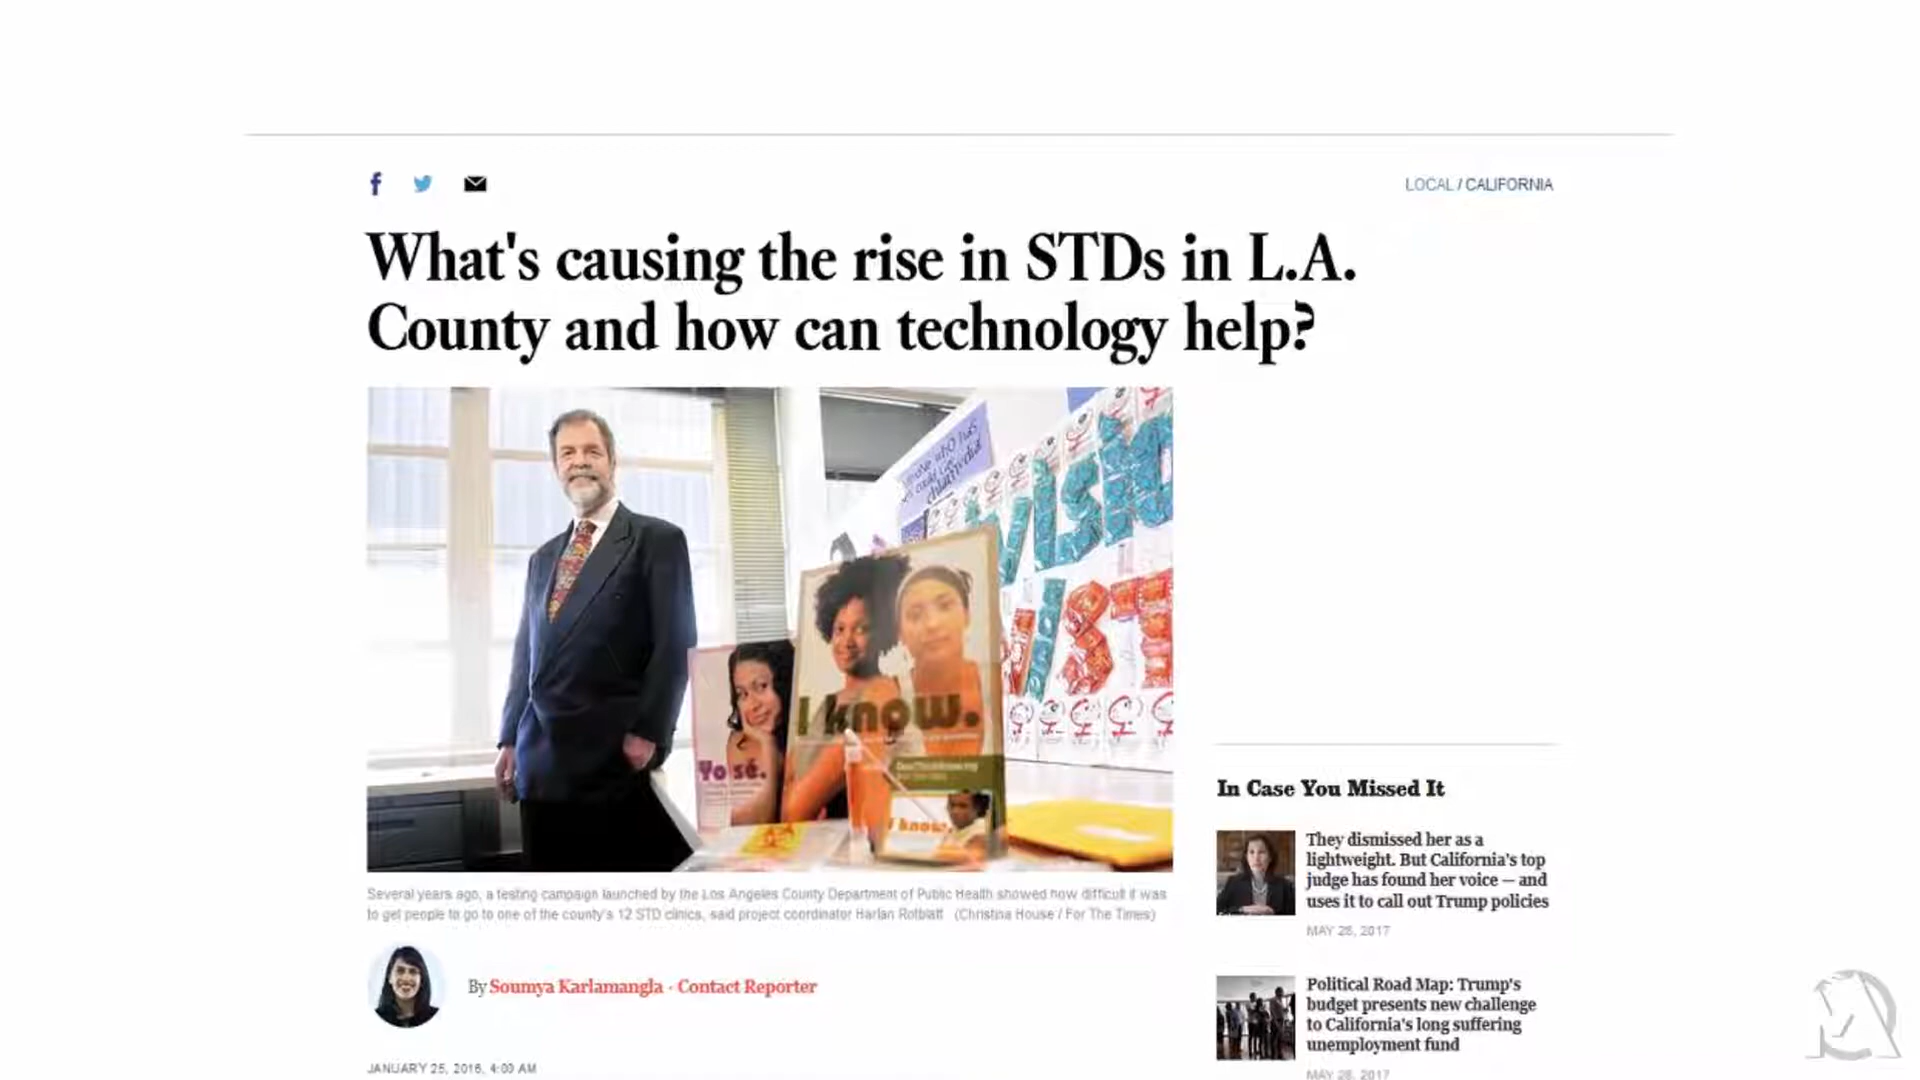 LOCAL / CALIFORNIA
What's causing the rise in STDs in L.A.
County and how can technology help?
chlamydia
I know.
Yo sé.
I know.
Several years ago, a testing campaign launched by the Los Angeles County Department of Public Health showed how difficult it was
to get people to go to one of the county's 12 STD clinics, said project coordinator Harlan Rotblatt (Christina House / For The Times)
By Soumya Karlamangla · Contact Reporter
JANUARY 25, 2016, 4:00 AM
In Case You Missed It
They dismissed her as a
lightweight. But California's top
judge has found her voice — and
uses it to call out Trump policies
MAY 28, 2017
Political Road Map: Trump's
budget presents new challenge
to California's long suffering
unemployment fund
MAY 28, 2017